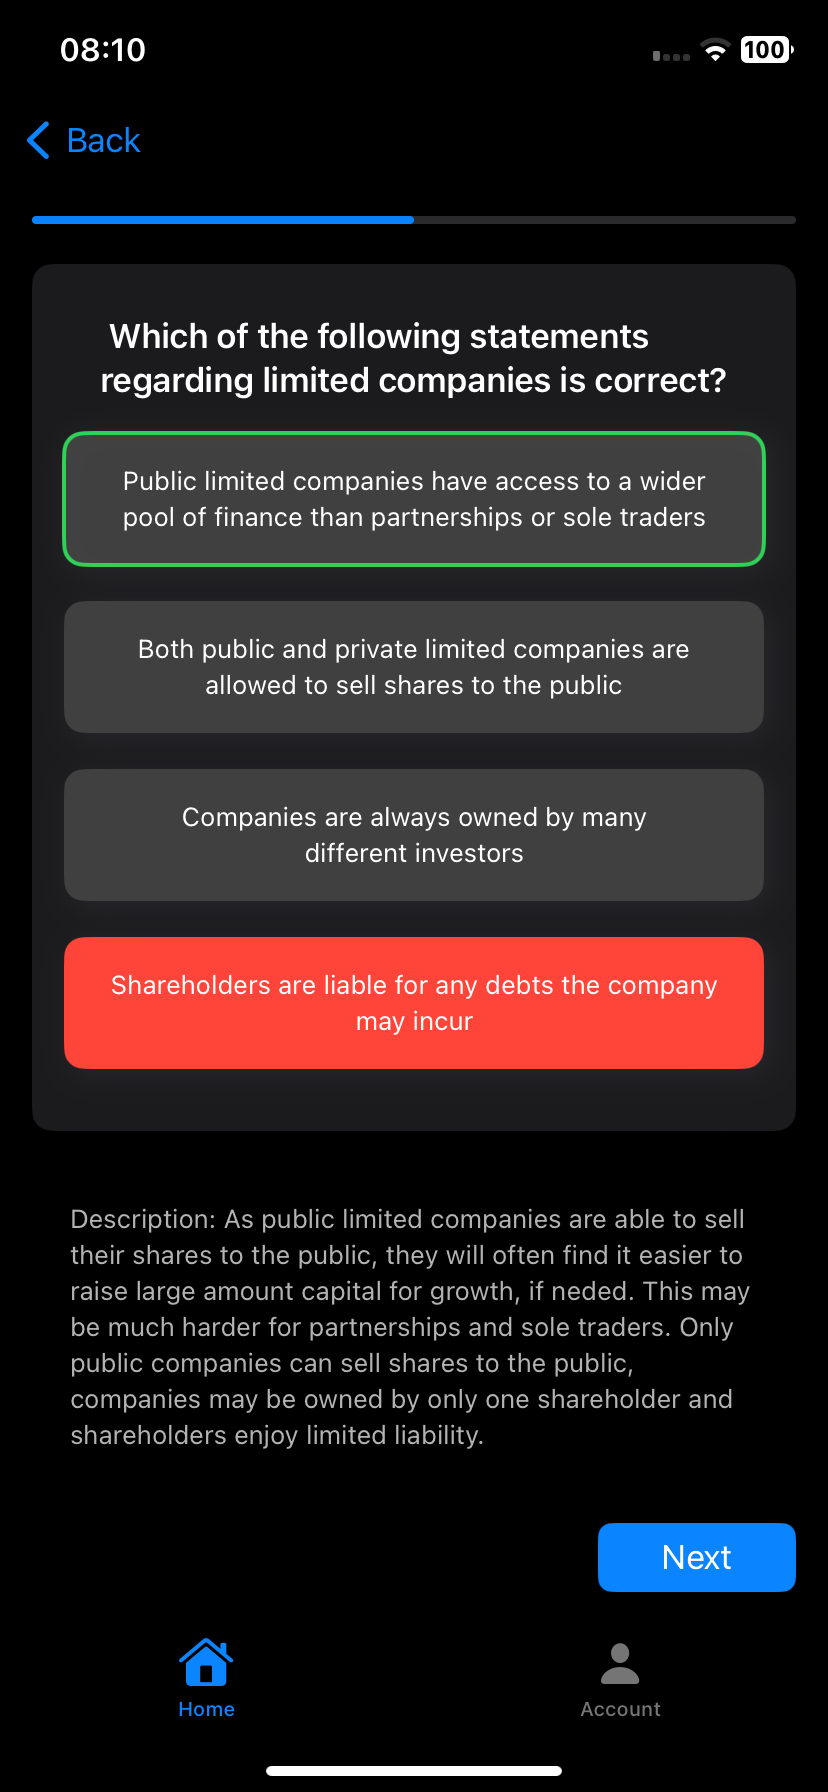 08:10
100
Back
Which of the following statements
regarding limited companies is correct?
Public limited companies have access to a wider
pool of finance than partnerships or sole traders
Both public and private limited companies are
allowed to sell shares to the public
Companies are always owned by many
different investors
Shareholders are liable for any debts the company
may incur
Description: As public limited companies are able to sell
their shares to the public, they will often find it easier to
raise large amount capital for growth, if neded. This may
be much harder for partnerships and sole traders. Only
public companies can sell shares to the public,
companies may be owned by only one shareholder and
shareholders enjoy limited liability.
Next
Home
Account